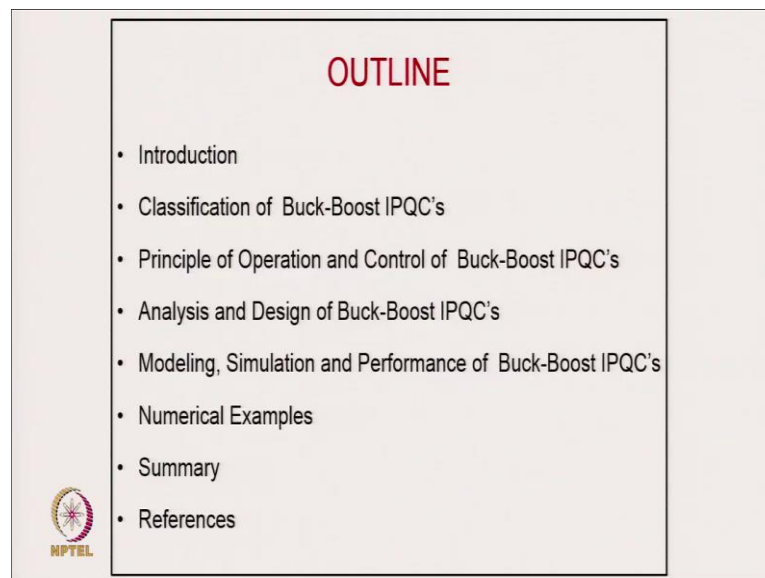 OUTLINE
• Introduction
• Classification of Buck-Boost IPQC's
• Principle of Operation and Control of Buck-Boost IPQC's
• Analysis and Design of Buck-Boost IPQC's
• Modeling, Simulation and Performance of Buck-Boost IPQC's
• Numerical Examples
• Summary
• References
NPTEL